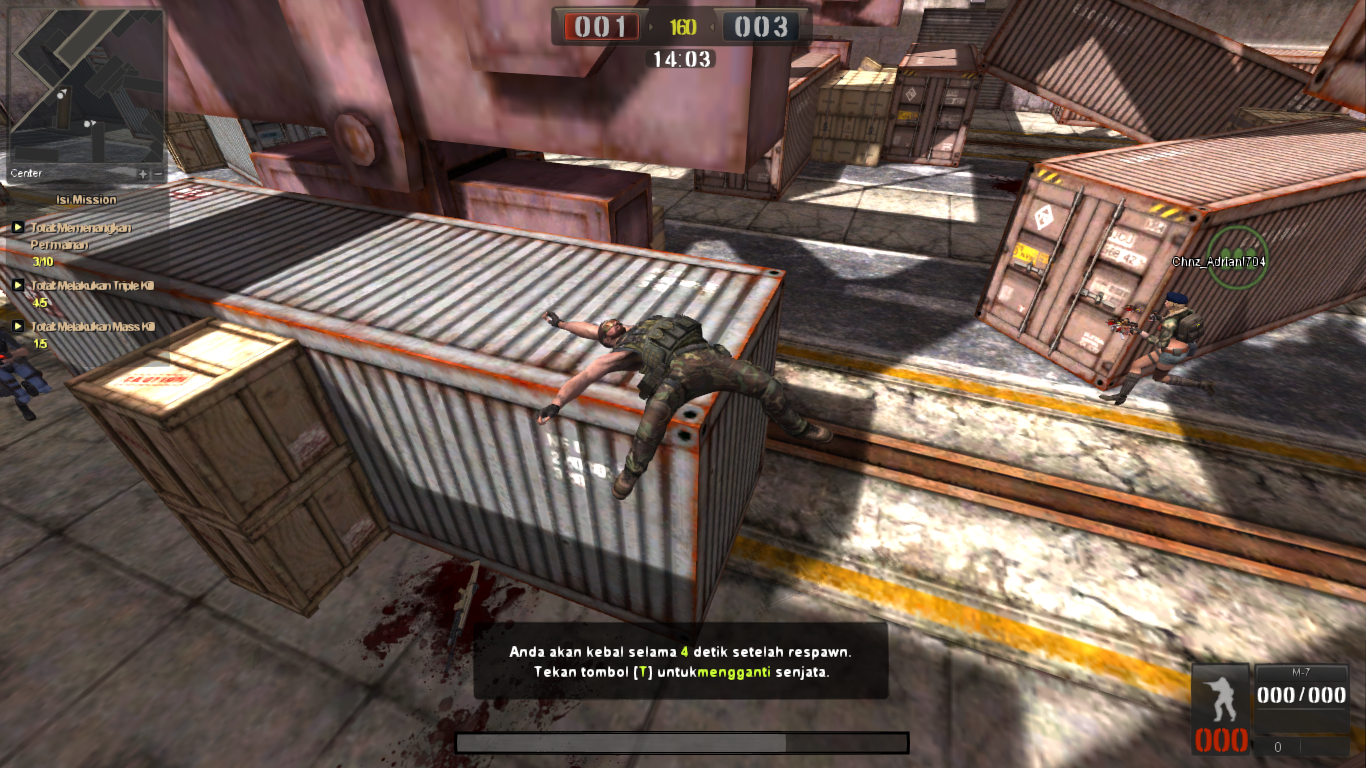 001 160 003
14:03
Center
Isi Mission
Total Memenangkan
Permainan
3/10
Total Melakukan Triple Kill
4/5
Total Melakukan Mass Kill
1/5
Chnz_Adrian1704
CAUTION
Anda akan kebal selama 4 detik setelah respawn.
Tekan tombol [T] untukmengganti senjata.
M-7
000/000
000
0